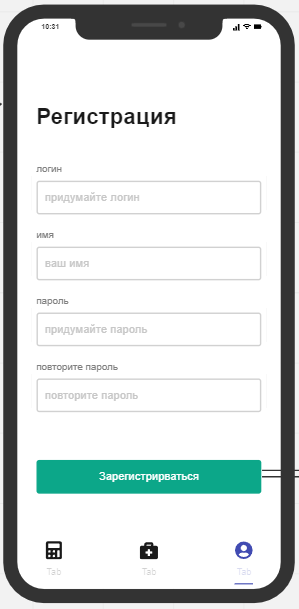 10:31
Регистрация
логин
придумайте логин
имя
ваш имя
пароль
придумайте пароль
повторите пароль
повторите пароль
Зарегистрирваться
Tab Tab Tab